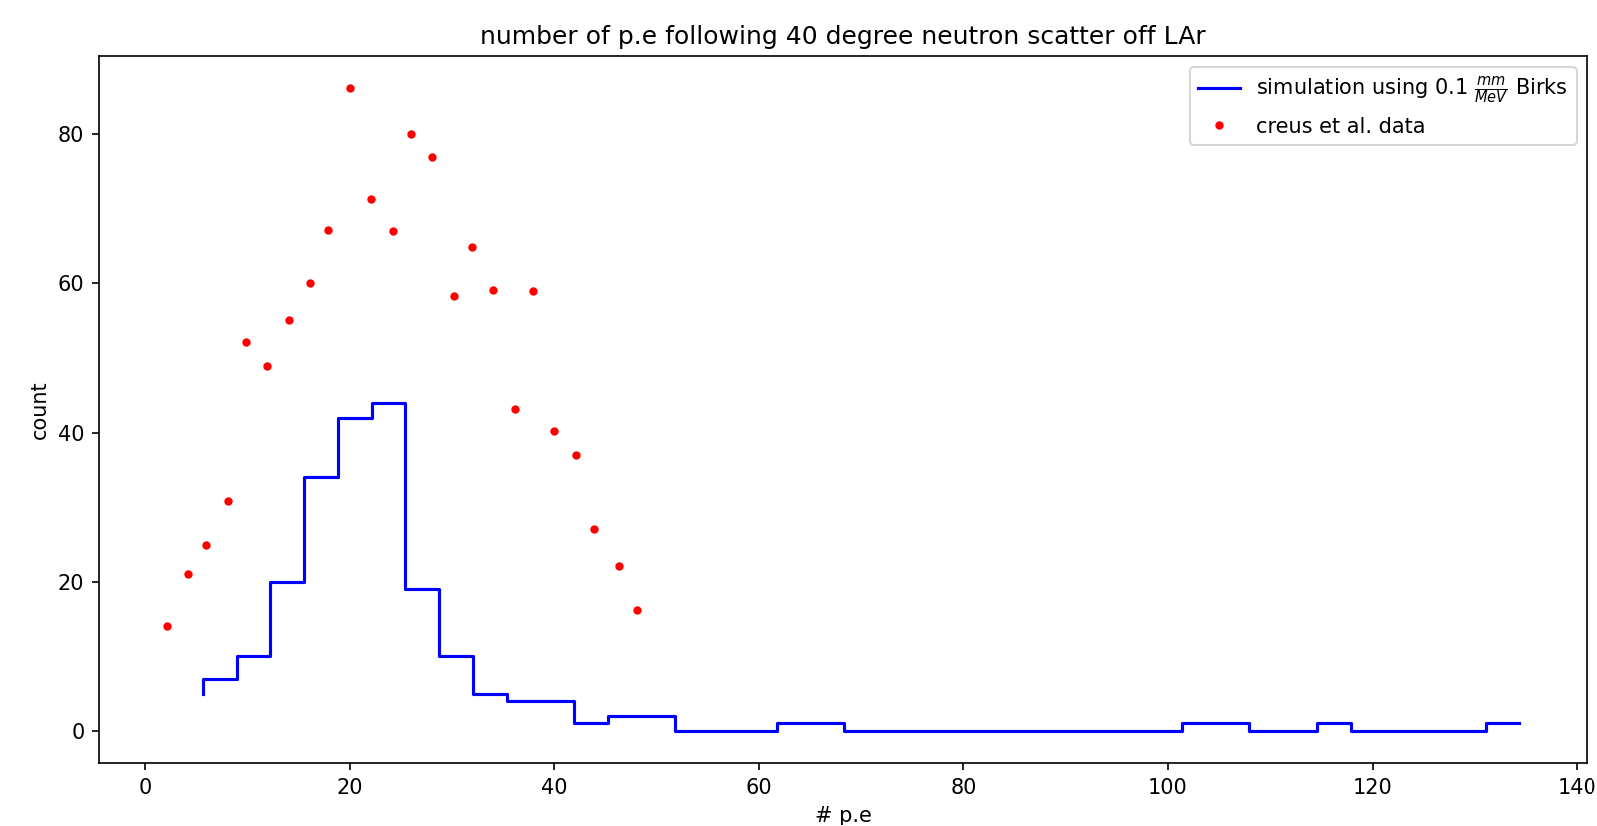 number of p.e following 40 degree neutron scatter off LAr
simulation using 0.1 mm/MeV Birks
creus et al. data
count
80
60
40
20
0
0 20 40 60 80 100 120 140
# p.e